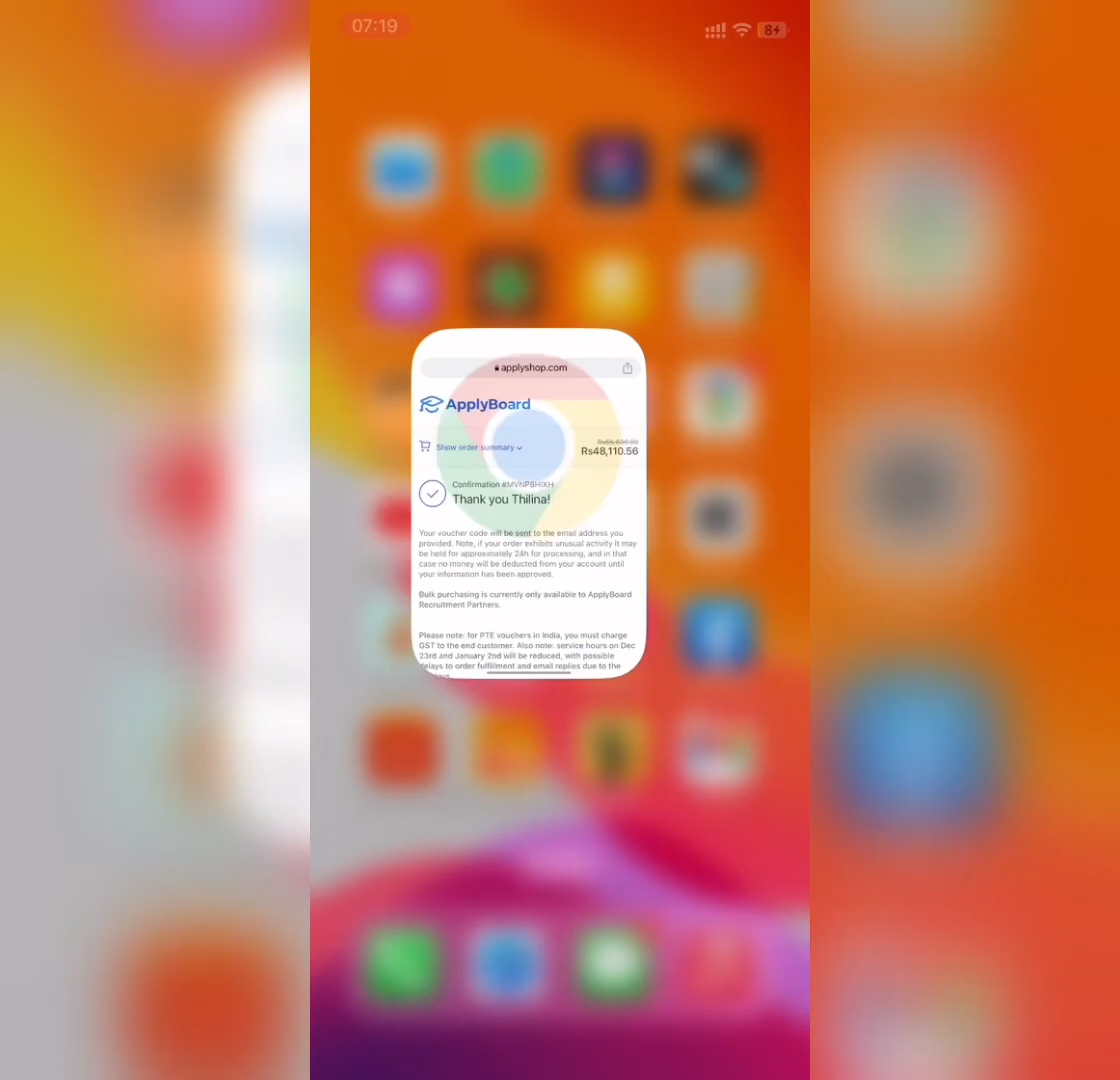 07:19
8
applyshop.com
ApplyBoard
Show order summary
Rs48,110.56
Confirmation #MVNP8HIXH
Thank you Thilina!
Your voucher code will be sent to the email address you
provided. Note, if your order exhibits unusual activity it may
be held for approximately 24h for processing, and in that
case no money will be deducted from your account until
your information has been approved.
Bulk purchasing is currently only available to ApplyBoard
Recruitment Partners.
Please note: for PTE vouchers in India, you must charge
GST to the end customer. Also note: service hours on Dec
23rd and January 2nd will be reduced, with possible
delays to order fulfillment and email replies due to the